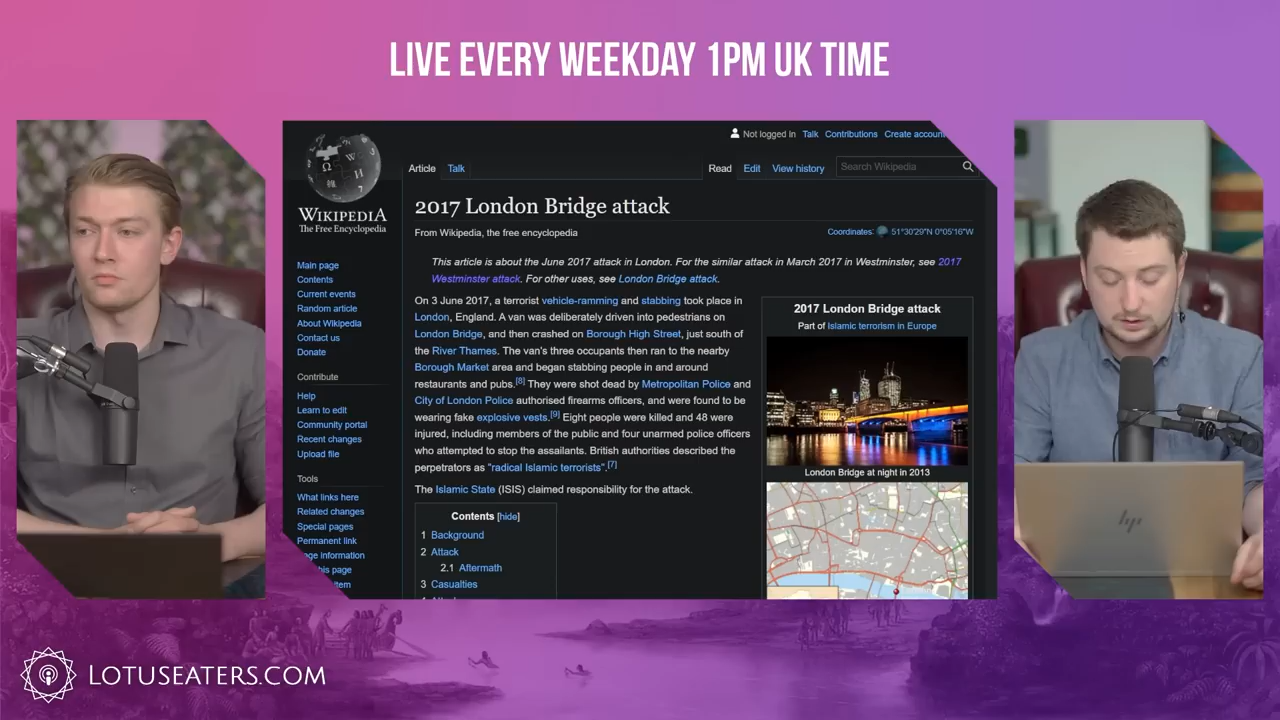 LIVE EVERY WEEKDAY 1PM UK TIME
WIKIPEDIA
The Free Encyclopedia
Main page
Contents
Current events
Random article
About Wikipedia
Contact us
Donate
Contribute
Help
Learn to edit
Community portal
Recent changes
Upload file
Tools
What links here
Related changes
Special pages
Permanent link
age information
his page
item
Not logged in Talk Contributions Create accoun
Article Talk Read Edit View history Search Wikipedia
2017 London Bridge attack
From Wikipedia, the free encyclopedia
Coordinates: 51°30′29″N 0°05′16″W
This article is about the June 2017 attack in London. For the similar attack in March 2017 in Westminster, see 2017
Westminster attack. For other uses, see London Bridge attack.
On 3 June 2017, a terrorist vehicle-ramming and stabbing took place in
London, England. A van was deliberately driven into pedestrians on
London Bridge, and then crashed on Borough High Street, just south of
the River Thames. The van's three occupants then ran to the nearby
Borough Market area and began stabbing people in and around
restaurants and pubs.[8] They were shot dead by Metropolitan Police and
City of London Police authorised firearms officers, and were found to be
wearing fake explosive vests.[9] Eight people were killed and 48 were
injured, including members of the public and four unarmed police officers
who attempted to stop the assailants. British authorities described the
perpetrators as "radical Islamic terrorists".[7]
The Islamic State (ISIS) claimed responsibility for the attack.
Contents [hide]
1 Background
2 Attack
2.1 Aftermath
3 Casualties
2017 London Bridge attack
Part of Islamic terrorism in Europe
London Bridge at night in 2013
hp
LOTUSEATERS.COM